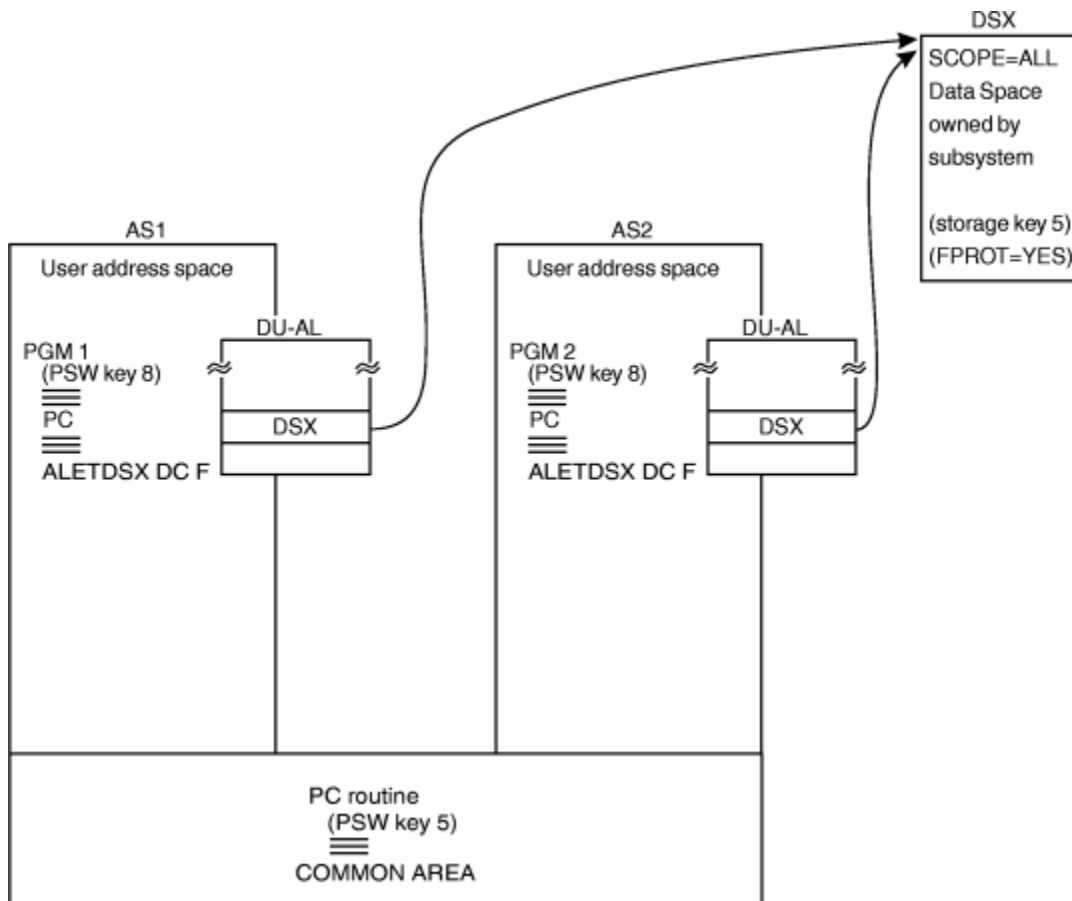 DSX
SCOPE=ALL
Data Space
owned by
subsystem
(storage key 5)
(FPROT=YES)
AS1
User address space
DU-AL
PGM 1
(PSW key 8)
PC
DSX
ALETDSX DC F
AS2
User address space
DU-AL
PGM 2
(PSW key 8)
PC
DSX
ALETDSX DC F
PC routine
(PSW key 5)
COMMON AREA